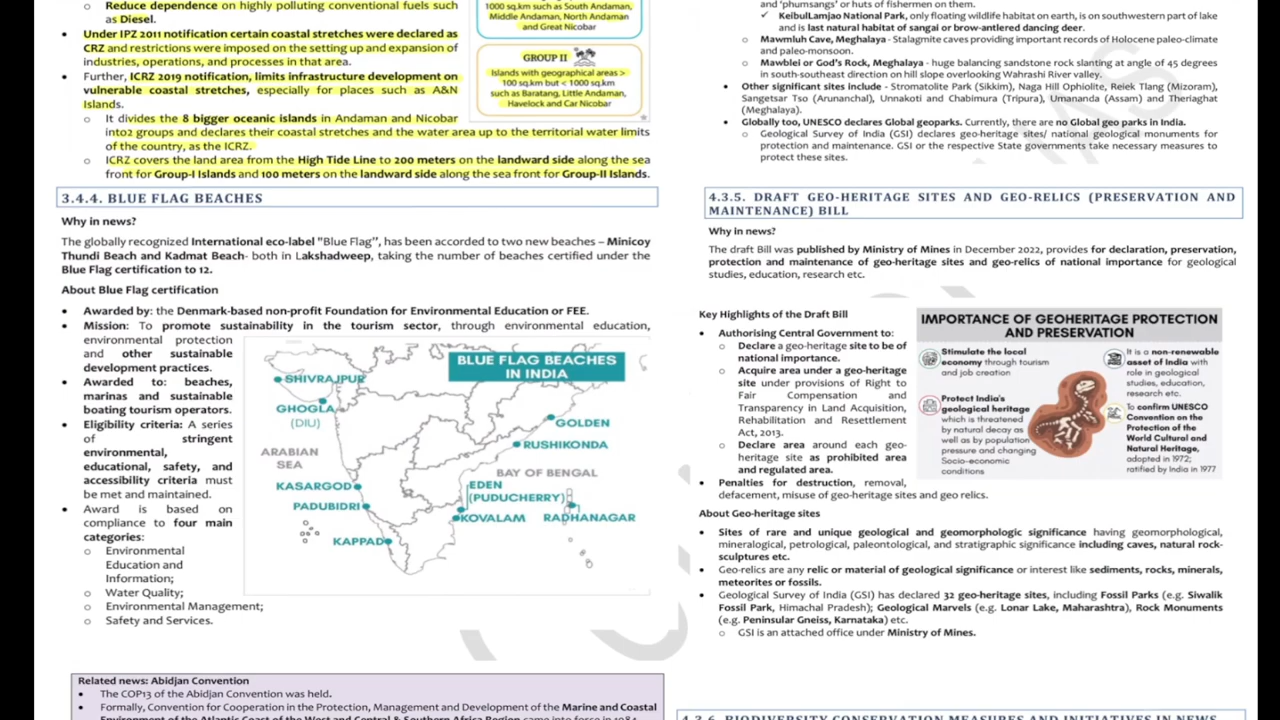 Reduce dependence on highly polluting conventional fuels such
as Diesel.
Under IPZ 2011 notification certain coastal stretches were declared as
CRZ and restrictions were imposed on the setting up and expansion of
industries, operations, and processes in that area.
Further, ICRZ 2019 notification, limits infrastructure development on
vulnerable coastal stretches, especially for places such as A&N
Islands.
It divides the 8 bigger oceanic islands in Andaman and Nicobar
into2 groups and declares their coastal stretches and the water area up to the territorial water limits
of the country, as the ICRZ.
ICRZ covers the land area from the High Tide Line to 200 meters on the landward side along the sea
front for Group-I Islands and 100 meters on the landward side along the sea front for Group-II Islands.
1000 sq.km such as South Andaman,
Middle Andaman, North Andaman
and Great Nicobar
GROUP II
Islands with geographical areas >
100 sq.km but < 1000 sq.km
such as Baratang, Little Andaman,
Havelock and Car Nicobar
3.4.4. BLUE FLAG BEACHES
Why in news?
The globally recognized International eco-label "Blue Flag", has been accorded to two new beaches – Minicoy
Thundi Beach and Kadmat Beach- both in Lakshadweep, taking the number of beaches certified under the
Blue Flag certification to 12.
About Blue Flag certification
Awarded by: the Denmark-based non-profit Foundation for Environmental Education or FEE.
Mission: To promote sustainability in the tourism sector, through environmental education,
environmental protection
and other sustainable
development practices.
Awarded to: beaches,
marinas and sustainable
boating tourism operators.
Eligibility criteria: A series
of stringent
environmental,
educational, safety, and
accessibility criteria must
be met and maintained.
Award is based on
compliance to four main
categories:
Environmental
Education and
Information;
Water Quality;
Environmental Management;
Safety and Services.
BLUE FLAG BEACHES
IN INDIA
SHIVRAJPUR
GHOGLA
(DIU)
GOLDEN
RUSHIKONDA
ARABIAN
SEA
BAY OF BENGAL
KASARGOD
EDEN
(PUDUCHERRY)
PADUBIDRI
KOVALAM
RADHANAGAR
KAPPAD
Related news: Abidjan Convention
The COP13 of the Abidjan Convention was held.
Formally, Convention for Cooperation in the Protection, Management and Development of the Marine and Coastal
Environment of the Atlantic Coast of the West and Central & Southern Africa Region came into force in 1984
and 'phumsangs' or huts of fishermen on them.
✓ KeibulLamjao National Park, only floating wildlife habitat on earth, is on southwestern part of lake
and is last natural habitat of sangai or brow-antlered dancing deer.
Mawmluh Cave, Meghalaya - Stalagmite caves providing important records of Holocene paleo-climate
and paleo-monsoon.
Mawblei or God's Rock, Meghalaya - huge balancing sandstone rock slanting at angle of 45 degrees
in south-southeast direction on hill slope overlooking Wahrashi River valley.
Other significant sites include - Stromatolite Park (Sikkim), Naga Hill Ophiolite, Reiek Tlang (Mizoram),
Sangetsar Tso (Arunanchal), Unnakoti and Chabimura (Tripura), Umananda (Assam) and Theriaghat
(Meghalaya).
Globally too, UNESCO declares Global geoparks. Currently, there are no Global geo parks in India.
Geological Survey of India (GSI) declares geo-heritage sites/ national geological monuments for
protection and maintenance. GSI or the respective State governments take necessary measures to
protect these sites.
4.3.5. DRAFT GEO-HERITAGE SITES AND GEO-RELICS (PRESERVATION AND
MAINTENANCE) BILL
Why in news?
The draft Bill was published by Ministry of Mines in December 2022, provides for declaration, preservation,
protection and maintenance of geo-heritage sites and geo-relics of national importance for geological
studies, education, research etc.
Key Highlights of the Draft Bill
Authorising Central Government to:
Declare a geo-heritage site to be of
national importance.
Acquire area under a geo-heritage
site under provisions of Right to
Fair Compensation and
Transparency in Land Acquisition,
Rehabilitation and Resettlement
Act, 2013.
Declare area around each geo-
heritage site as prohibited area
and regulated area.
Penalties for destruction, removal,
defacement, misuse of geo-heritage sites and geo relics.
IMPORTANCE OF GEOHERITAGE PROTECTION
AND PRESERVATION
Stimulate the local
economy through tourism
and job creation
It is a non-renewable
asset of India with
role in geological
studies, education,
research etc.
Protect India's
geological heritage
which is threatened
by natural decay as
well as by population
pressure and changing
Socio-economic
conditions
To confirm UNESCO
Convention on the
Protection of the
World Cultural and
Natural Heritage,
adopted in 1972;
ratified by India in 1977
About Geo-heritage sites
Sites of rare and unique geological and geomorphologic significance having geomorphological,
mineralogical, petrological, paleontological, and stratigraphic significance including caves, natural rock-
sculptures etc.
Geo-relics are any relic or material of geological significance or interest like sediments, rocks, minerals,
meteorites or fossils.
Geological Survey of India (GSI) has declared 32 geo-heritage sites, including Fossil Parks (e.g. Siwalik
Fossil Park, Himachal Pradesh); Geological Marvels (e.g. Lonar Lake, Maharashtra), Rock Monuments
(e.g. Peninsular Gneiss, Karnataka) etc.
GSI is an attached office under Ministry of Mines.
4.3.6. BIODIVERSITY CONSERVATION MEASURES AND INITIATIVES IN NEWS